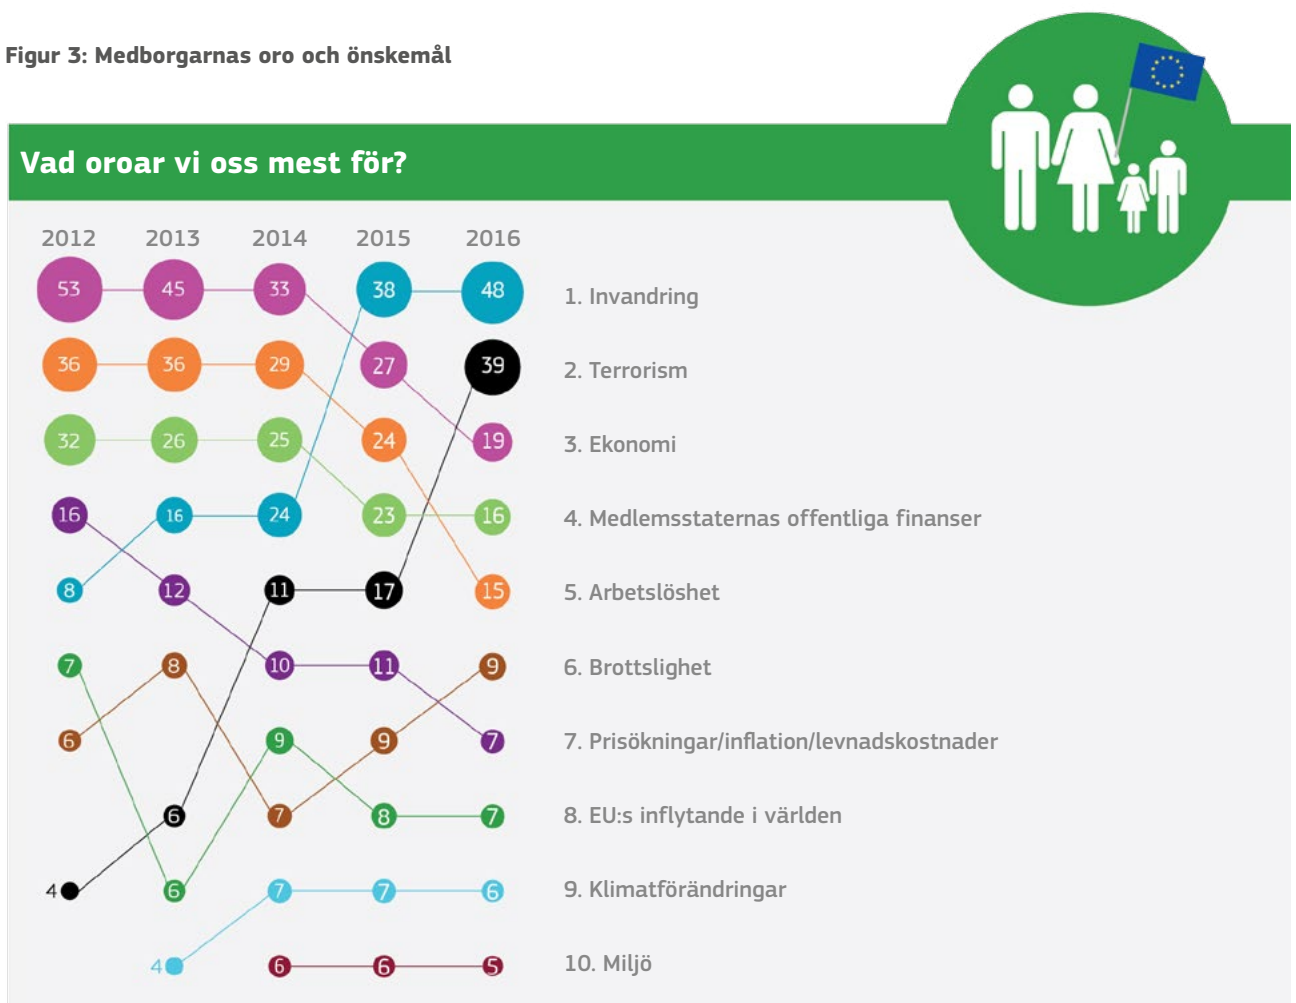 Figur 3: Medborgarnas oro och önskemål
Vad oroar vi oss mest för?
2012 2013 2014 2015 2016
53 45 33 38 48 1. Invandring
36 36 29 27 39 2. Terrorism
32 26 25 24 19 3. Ekonomi
16 16 24 23 16 4. Medlemsstaternas offentliga finanser
8 12 11 17 15 5. Arbetslöshet
7 8 10 11 9 6. Brottslighet
6 9 9 7 7. Prisökningar/inflation/levnadskostnader
6 7 8 7 8. EU:s inflytande i världen
4 6 7 7 6 9. Klimatförändringar
4 6 6 5 10. Miljö